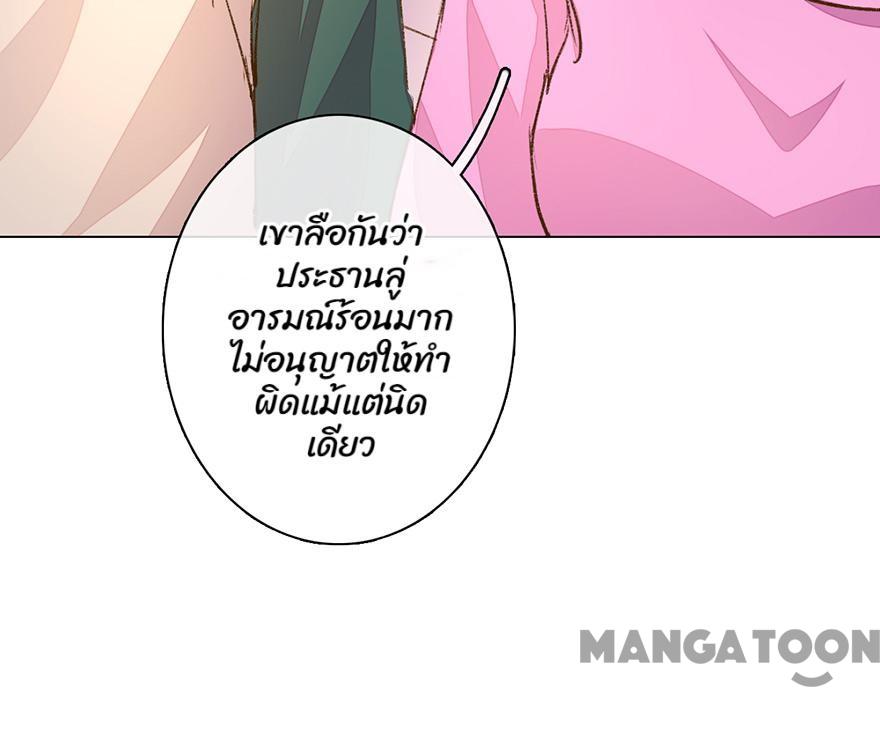 เขาลือกันว่า
ประธานลู่
อารมณ์ร้อนมาก
ไม่อนุญาตให้ทำ
ผิดแม้แต่นิด
เดียว
MANGATOON